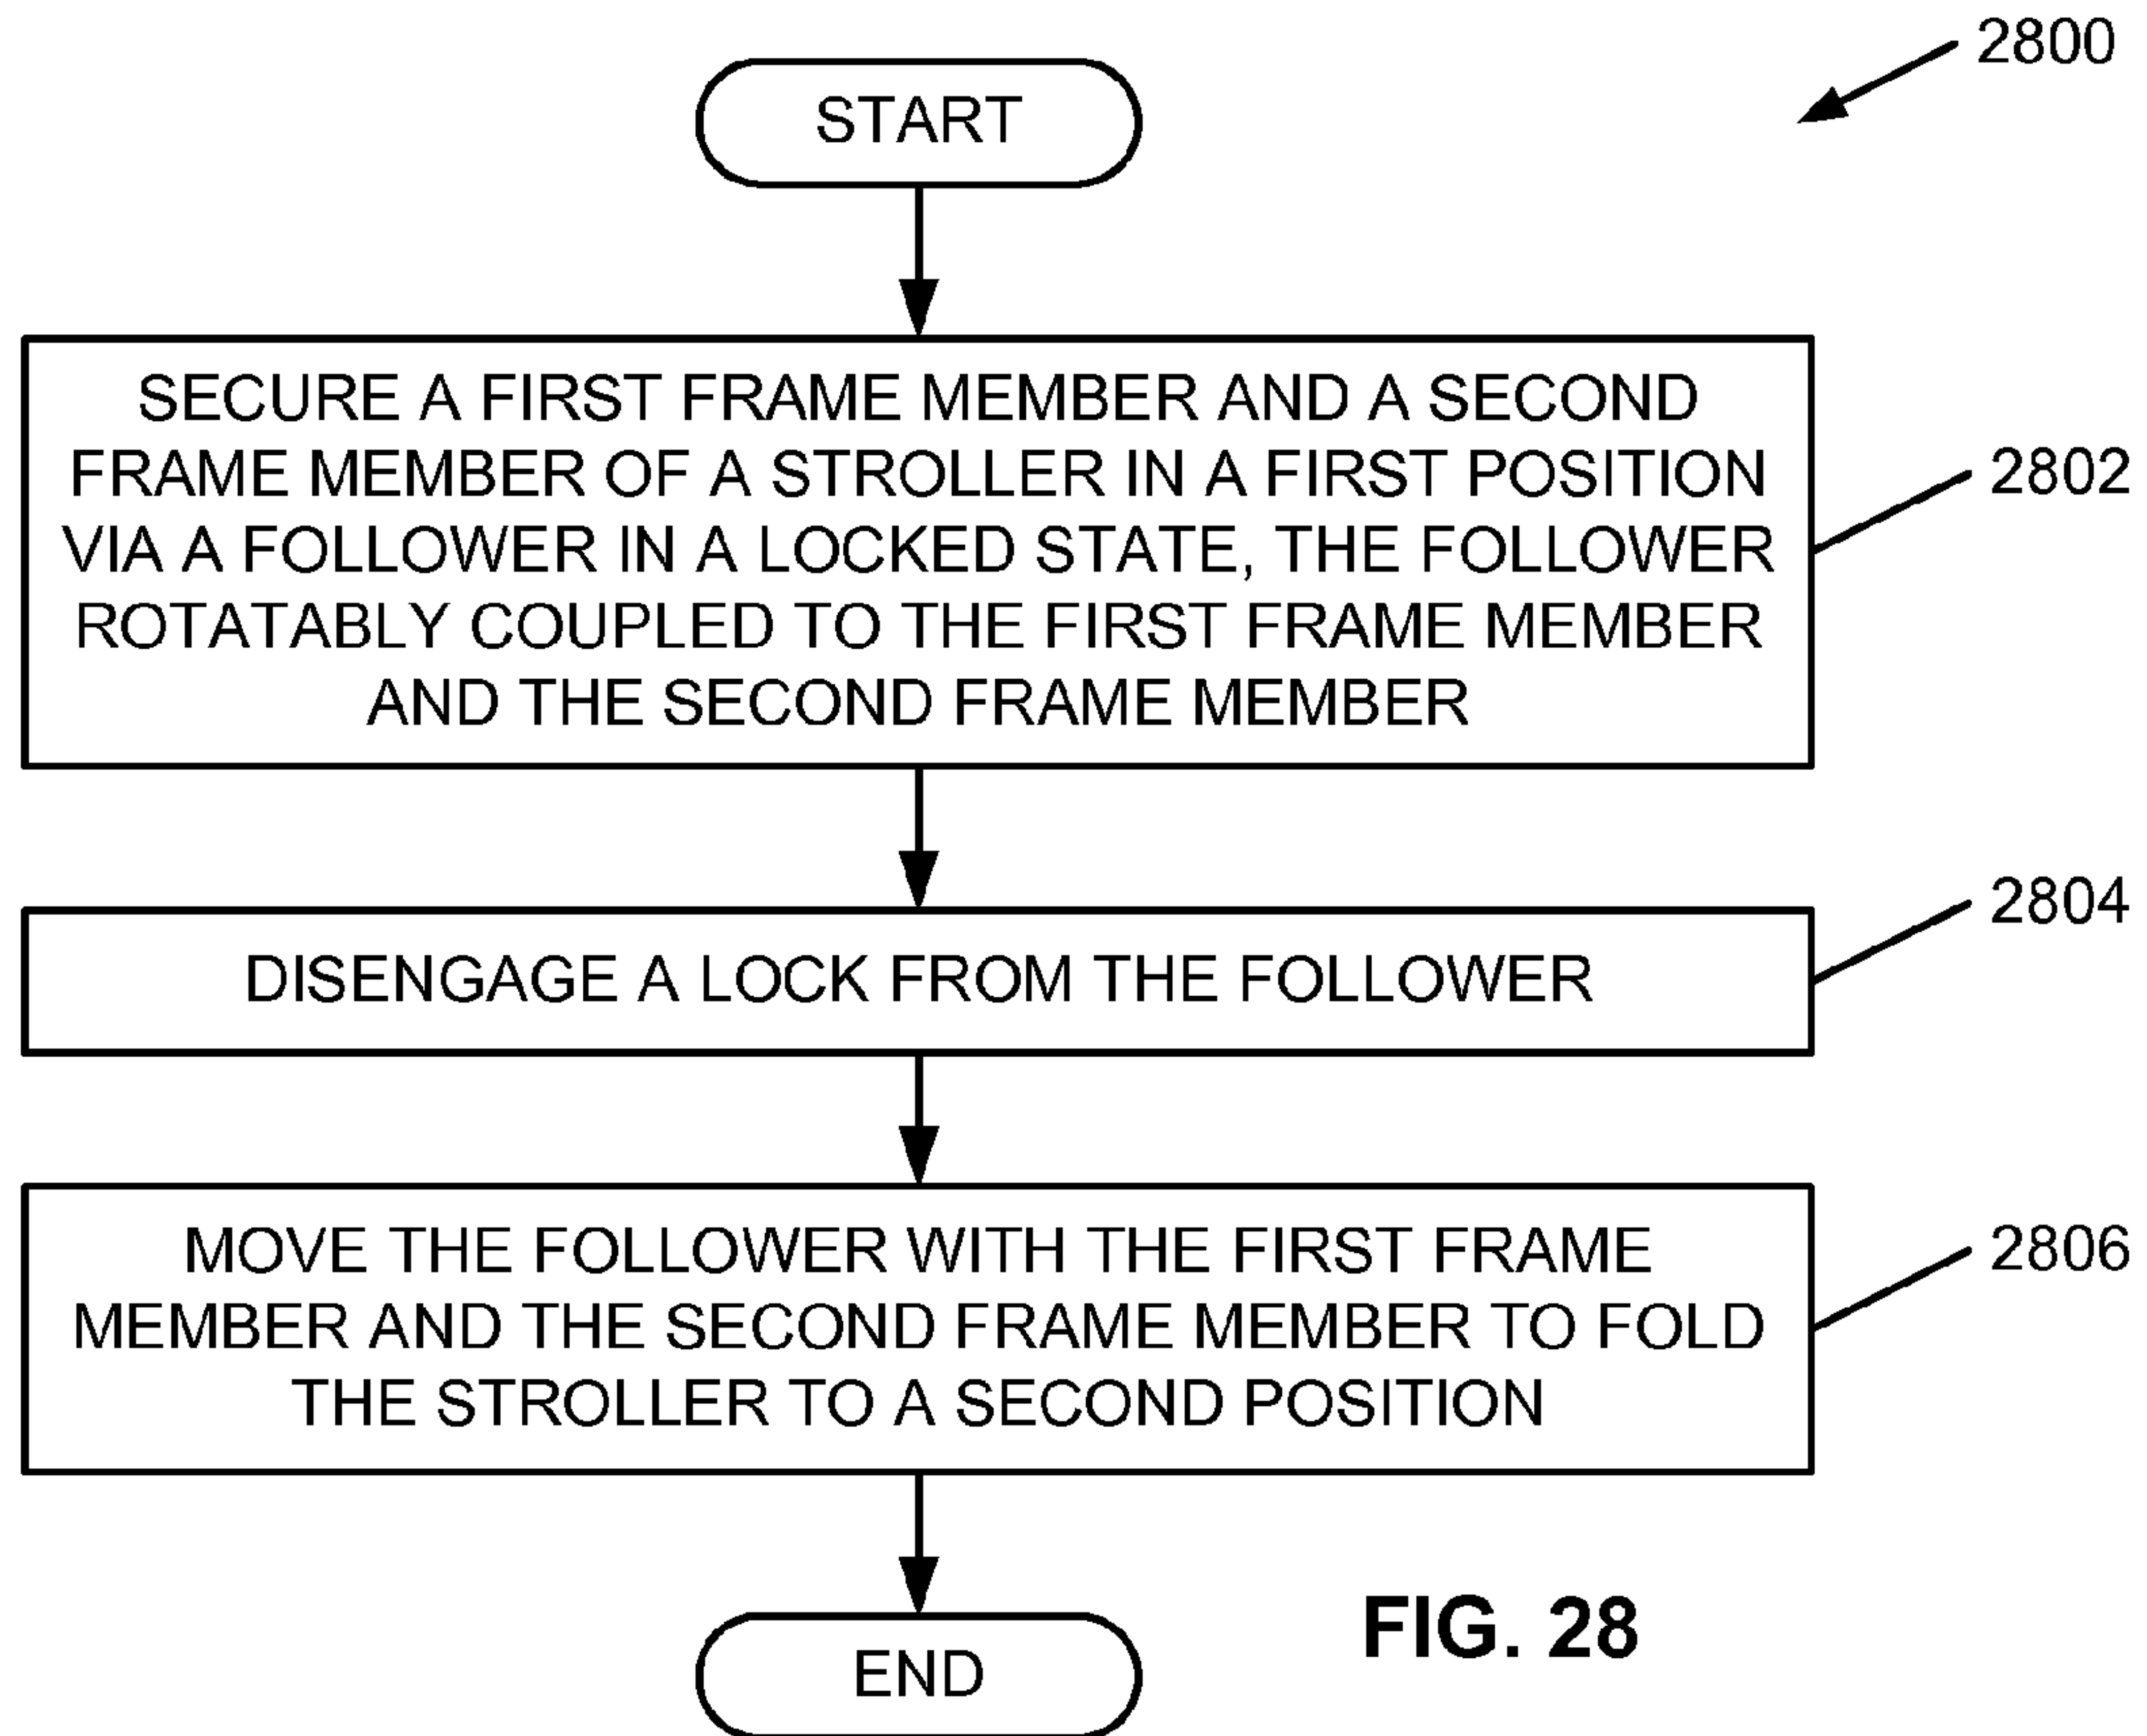 2800
START
SECURE A FIRST FRAME MEMBER AND A SECOND
FRAME MEMBER OF A STROLLER IN A FIRST POSITION
VIA A FOLLOWER IN A LOCKED STATE, THE FOLLOWER
ROTATABLY COUPLED TO THE FIRST FRAME MEMBER
AND THE SECOND FRAME MEMBER
2802
DISENGAGE A LOCK FROM THE FOLLOWER
2804
MOVE THE FOLLOWER WITH THE FIRST FRAME
MEMBER AND THE SECOND FRAME MEMBER TO FOLD
THE STROLLER TO A SECOND POSITION
2806
END
FIG. 28